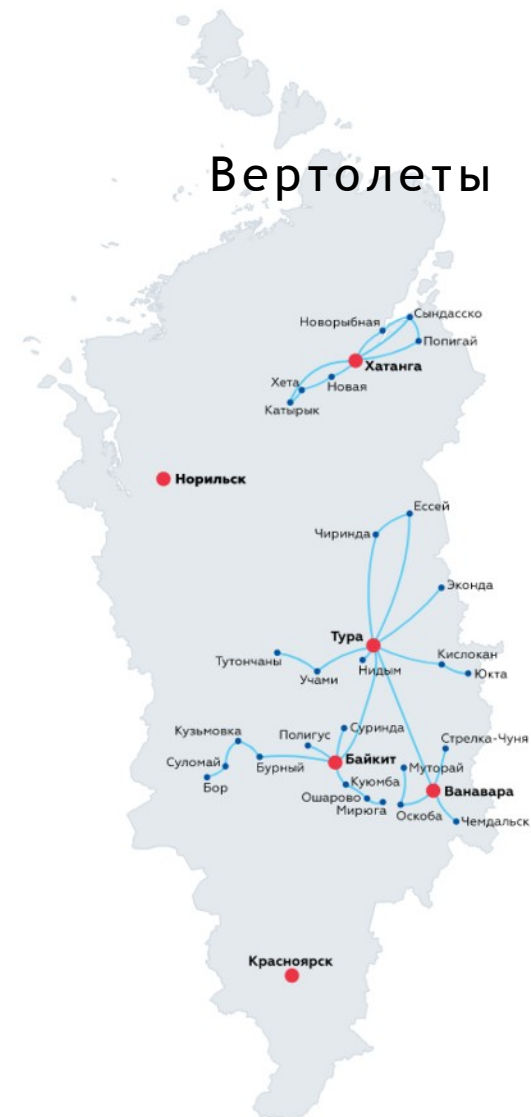 Вертолеты
Сындасско
Новорыбная
Попигай
Хатанга
Хета
Новая
Катырык
Норильск
Ессей
Чиринда
Эконда
Тура
Кислокан
Тутончаны
Нидым
Юкта
Учами
Кузьмовка
Полигус
Суринда
Стрелка-Чуня
Суломай
Бурный
Байкит
Муторай
Бор
Куюмба
Ванавара
Ошарово
Мирюга
Оскоба
Чемдальск
Красноярск